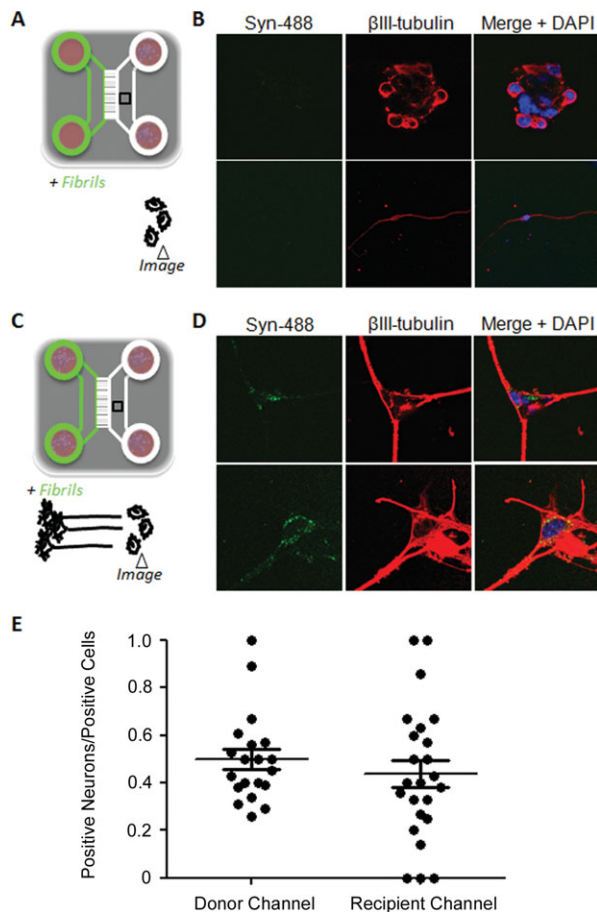 A
+ Fibrils
Image
B
Syn-488 βIII-tubulin Merge + DAPI
C
+ Fibrils
Image
D
Syn-488 βIII-tubulin Merge + DAPI
E
Positive Neurons/Positive Cells
1.0
0.8
0.6
0.4
0.2
0
Donor Channel Recipient Channel